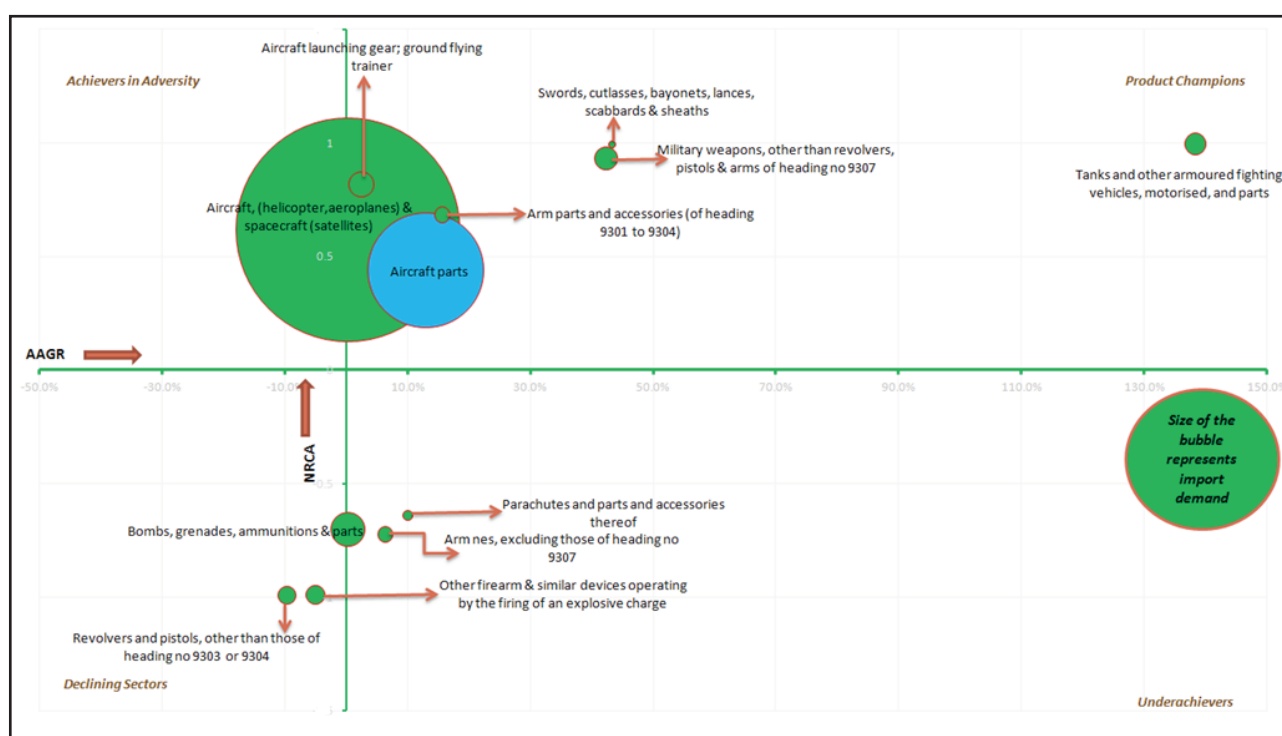 Aircraft launching gear; ground flying
trainer
Achievers in Adversity
Product Champions
Swords, cutlasses, bayonets, lances,
scabbards & sheaths
1
Military weapons, other than revolvers,
pistols & arms of heading no 9307
Tanks and other armoured fighting
vehicles, motorised, and parts
Aircraft, (helicopter,aeroplanes) &
spacecraft (satellites)
Arm parts and accessories (of heading
9301 to 9304)
0.5
Aircraft parts
AAGR
0
-50.0% -30.0% -10.0% 10.0% 30.0% 50.0% 70.0% 90.0% 110.0% 130.0% 150.0%
Size of the
bubble
represents
import
demand
NRCA
-0.5
Parachutes and parts and accessories
thereof
Bombs, grenades, ammunitions & parts
Arm nes, excluding those of heading no
9307
Other firearm & similar devices operating
by the firing of an explosive charge
Revolvers and pistols, other than those of
heading no 9303 or 9304
Declining Sectors
Underachievers